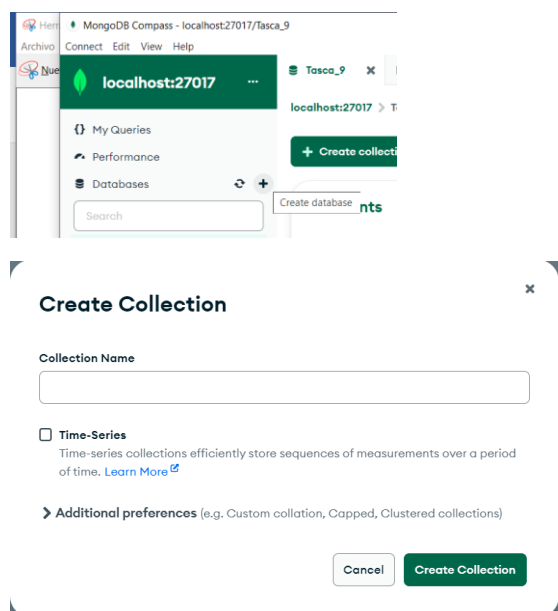 Herr
MongoDB Compass - localhost:27017/Tasca_9
Archivo
Connect Edit View Help
Nue
localhost:27017 ...
Tasca_9
localhost:27017 > T
{} My Queries
Performance
+ Create collecti
Databases
Create database
nts
Search
Create Collection
Collection Name
Time-Series
Time-series collections efficiently store sequences of measurements over a period
of time. Learn More
Additional preferences (e.g. Custom collation, Capped, Clustered collections)
Cancel
Create Collection